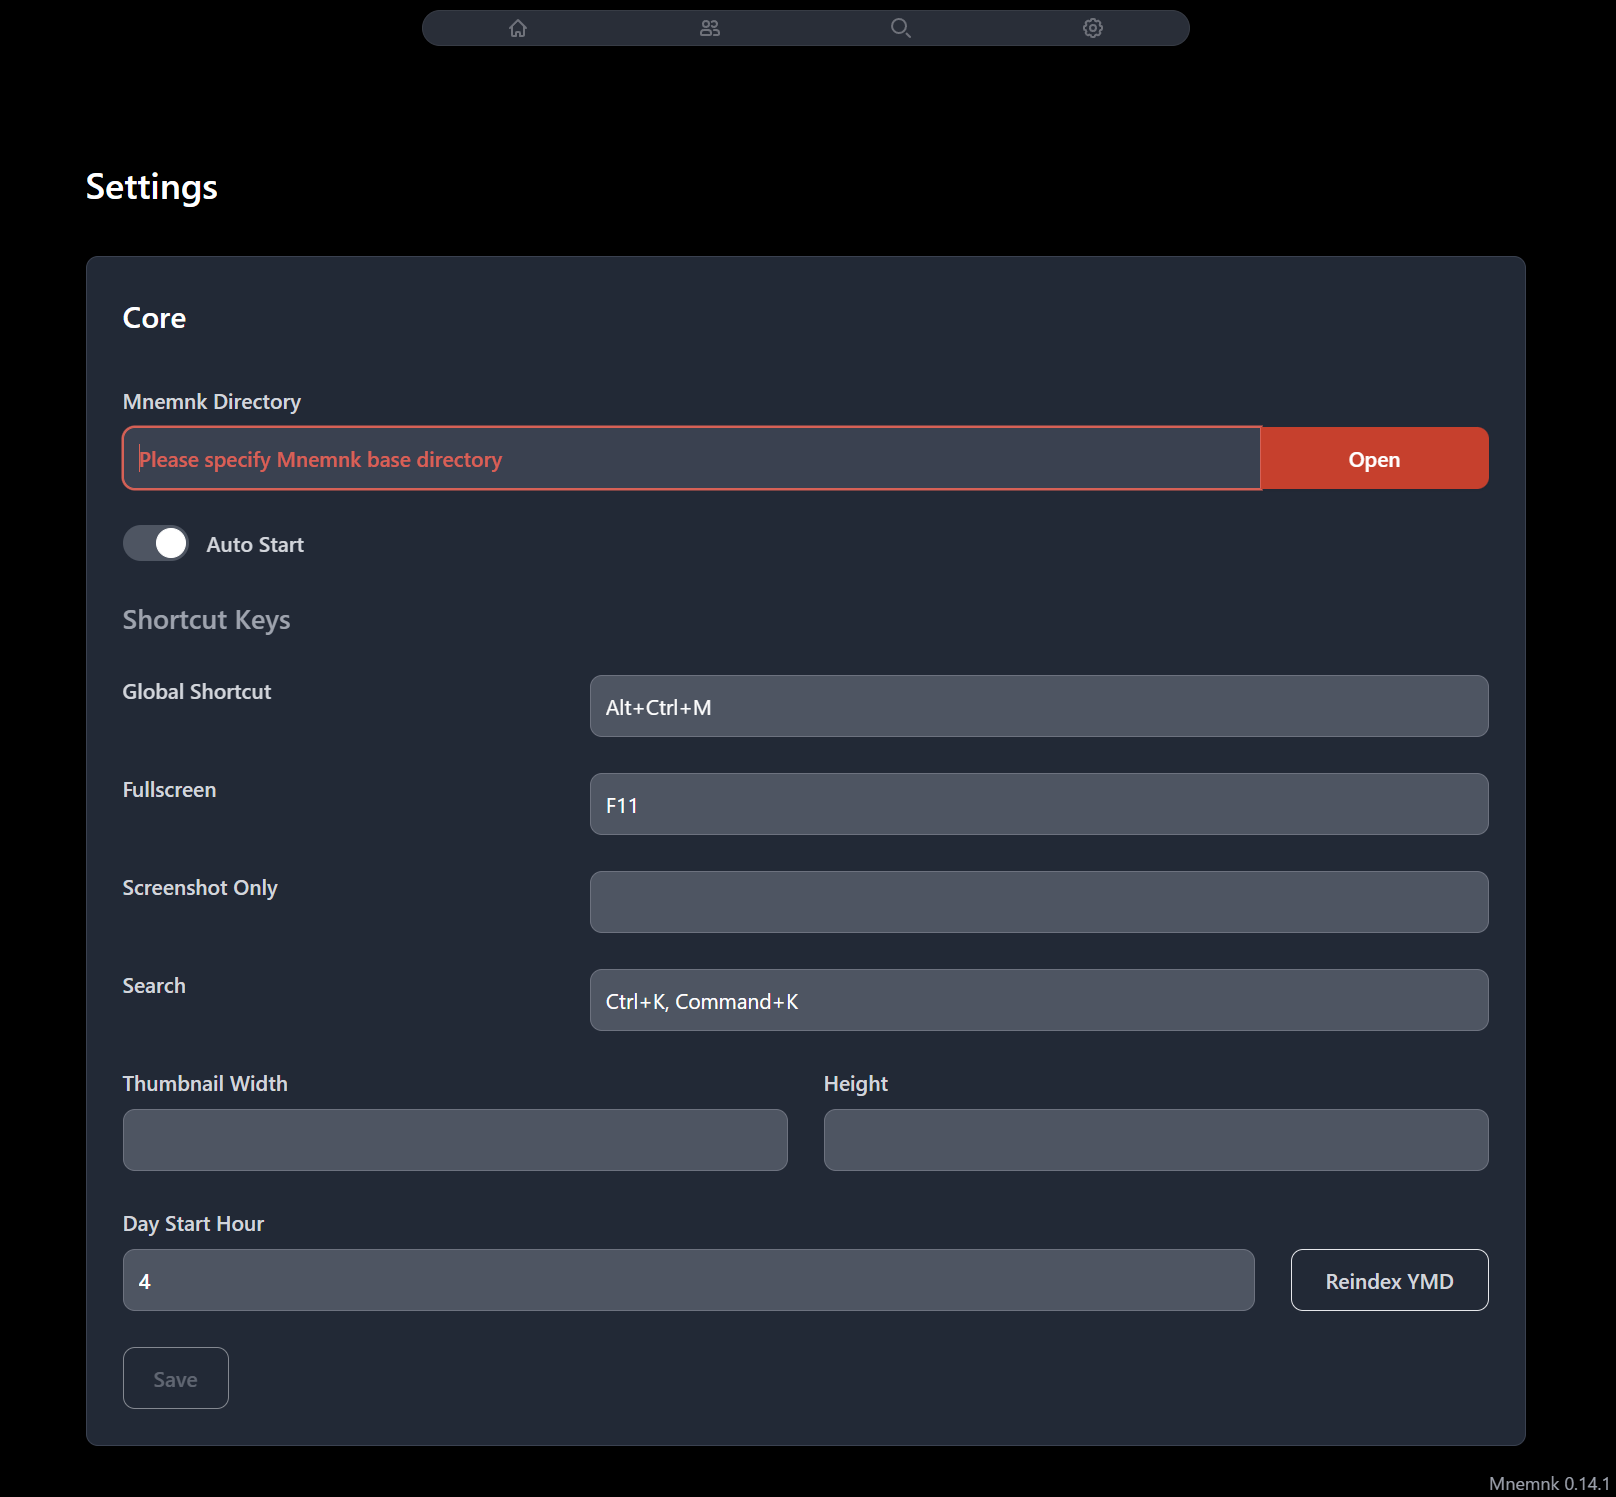 Settings
Core
Mnemnk Directory
Please specify Mnemnk base directory
Open
Auto Start
Shortcut Keys
Global Shortcut
Alt+Ctrl+M
Fullscreen
F11
Screenshot Only
Search
Ctrl+K, Command+K
Thumbnail Width
Height
Day Start Hour
4
Reindex YMD
Save
Mnemnk 0.14.1